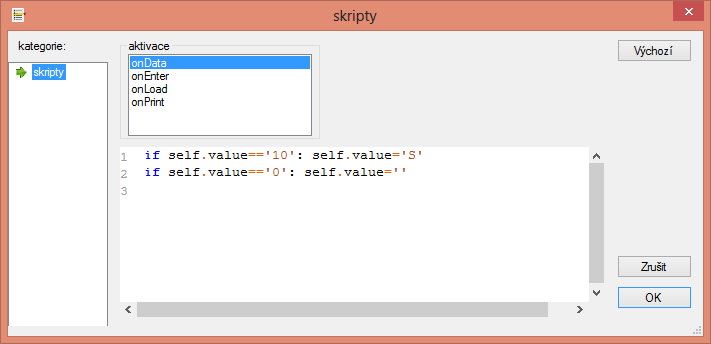 skripty
kategorie:
skripty
aktivace
onData
onEnter
onLoad
onPrint
Výchozí
1 if self.value=='10': self.value='S'
2 if self.value=='0': self.value=''
3
Zrušit
OK